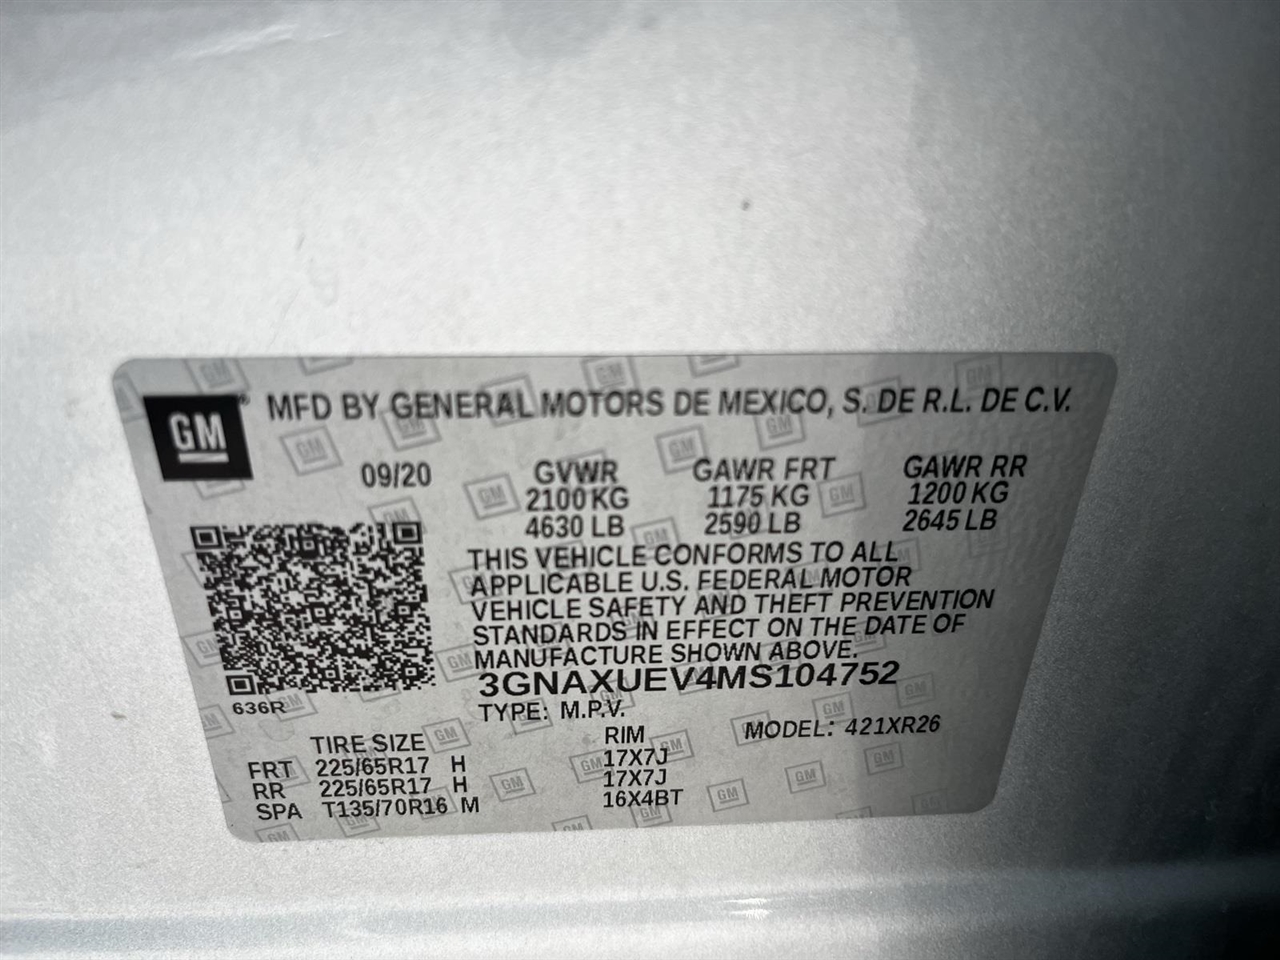 GM® MFD BY GENERAL MOTORS DE MEXICO, S. DE R.L. DE C.V.
09/20 GVWR GAWR FRT GAWR RR
2100 KG 1175 KG 1200 KG
4630 LB 2590 LB 2645 LB
THIS VEHICLE CONFORMS TO ALL
APPLICABLE U.S. FEDERAL MOTOR
VEHICLE SAFETY AND THEFT PREVENTION
STANDARDS IN EFFECT ON THE DATE OF
MANUFACTURE SHOWN ABOVE.
3GNAXUEV4MS104752
636R TYPE: M.P.V.
TIRE SIZE RIM MODEL: 421XR26
FRT 225/65R17 H 17X7J
RR 225/65R17 H 17X7J
SPA T135/70R16 M 16X4BT